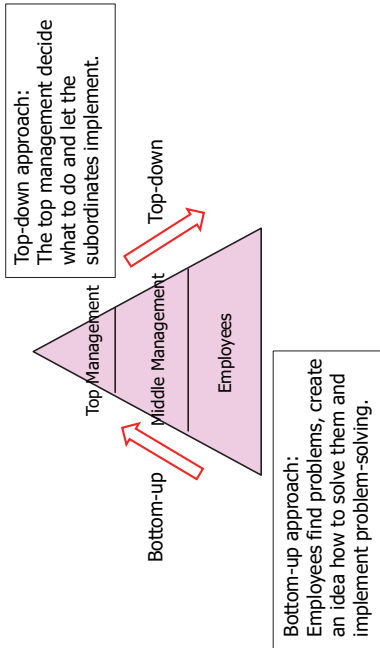 Top-down approach:
The top management decide
what to do and let the
subordinates implement.
Top-down
Top Management
Middle Management
Employees
Bottom-up
Bottom-up approach:
Employees find problems, create
an idea how to solve them and
implement problem-solving.